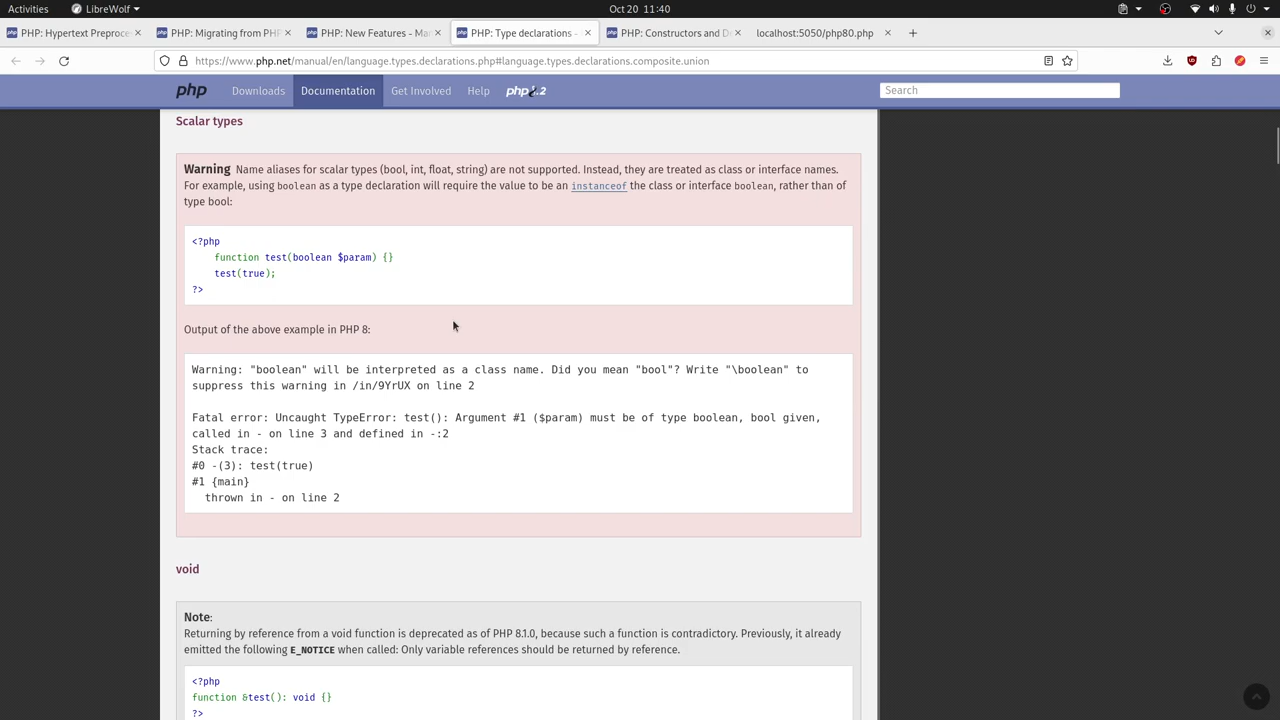 Activities
LibreWolf
Oct 20 11:40
PHP: Hypertext Preproce
PHP: Migrating from PH
PHP: New Features - Ma
PHP: Type declarations -
PHP: Constructors and D
localhost:5050/php80.php
https://www.php.net/manual/en/language.types.declarations.php#language.types.declarations.composite.union
php
Downloads
Documentation
Get Involved
Help
Search
Scalar types
Warning Name aliases for scalar types (bool, int, float, string) are not supported. Instead, they are treated as class or interface names.
For example, using boolean as a type declaration will require the value to be an instanceof the class or interface boolean, rather than of
type bool:
<?php
function test(boolean $param) {}
test(true);
?>
Output of the above example in PHP 8:
Warning: "boolean" will be interpreted as a class name. Did you mean "bool"? Write "\boolean" to
suppress this warning in /in/9YrUX on line 2
Fatal error: Uncaught TypeError: test(): Argument #1 ($param) must be of type boolean, bool given,
called in - on line 3 and defined in -:2
Stack trace:
#0 -(3): test(true)
#1 {main}
thrown in - on line 2
void
Note:
Returning by reference from a void function is deprecated as of PHP 8.1.0, because such a function is contradictory. Previously, it already
emitted the following E_NOTICE when called: Only variable references should be returned by reference.
<?php
function &test(): void {}
?>